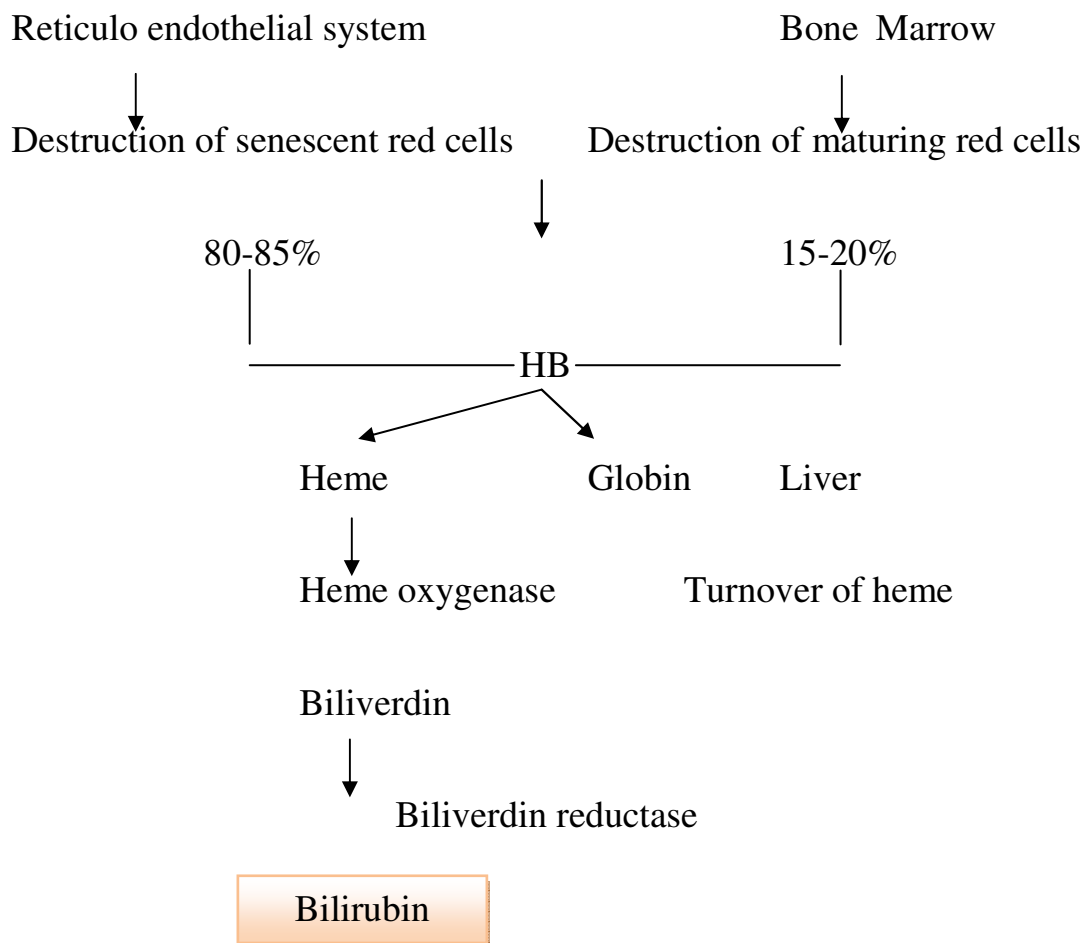 Reticulo endothelial system Bone Marrow
Destruction of senescent red cells Destruction of maturing red cells
80-85% 15-20%
HB
Heme Globin Liver
Heme oxygenase Turnover of heme
Biliverdin
Biliverdin reductase
Bilirubin